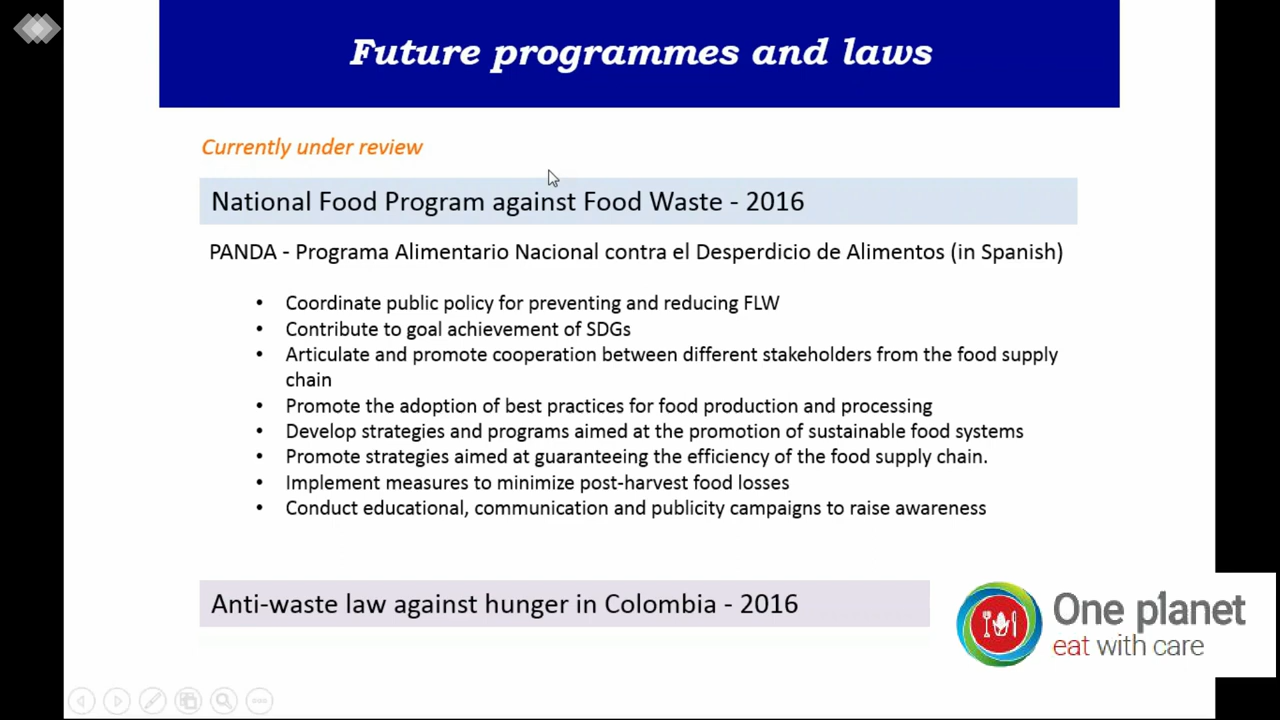 Future programmes and laws
Currently under review
National Food Program against Food Waste - 2016
PANDA - Programa Alimentario Nacional contra el Desperdicio de Alimentos (in Spanish)
• Coordinate public policy for preventing and reducing FLW
• Contribute to goal achievement of SDGs
• Articulate and promote cooperation between different stakeholders from the food supply
chain
• Promote the adoption of best practices for food production and processing
• Develop strategies and programs aimed at the promotion of sustainable food systems
• Promote strategies aimed at guaranteeing the efficiency of the food supply chain.
• Implement measures to minimize post-harvest food losses
• Conduct educational, communication and publicity campaigns to raise awareness
Anti-waste law against hunger in Colombia - 2016
One planet
eat with care